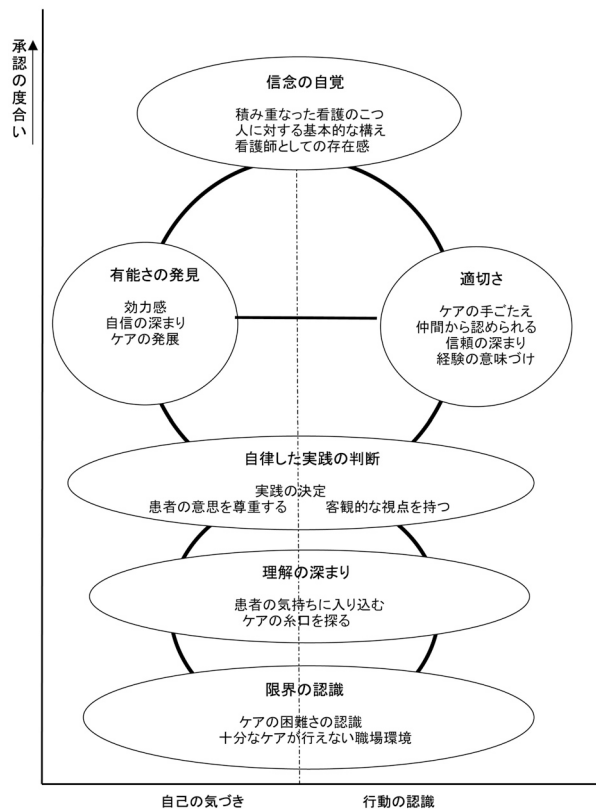 承認の度合い
信念の自覚
積み重なった看護のこつ
人に対する基本的な構え
看護師としての存在感
有能さの発見
効力感
自信の深まり
ケアの発展
適切さ
ケアの手ごたえ
仲間から認められる
信頼の深まり
経験の意味づけ
自律した実践の判断
実践の決定
患者の意思を尊重する 客観的な視点を持つ
理解の深まり
患者の気持ちに入り込む
ケアの糸口を探る
限界の認識
ケアの困難さの認識
十分なケアが行えない職場環境
自己の気づき 行動の認識